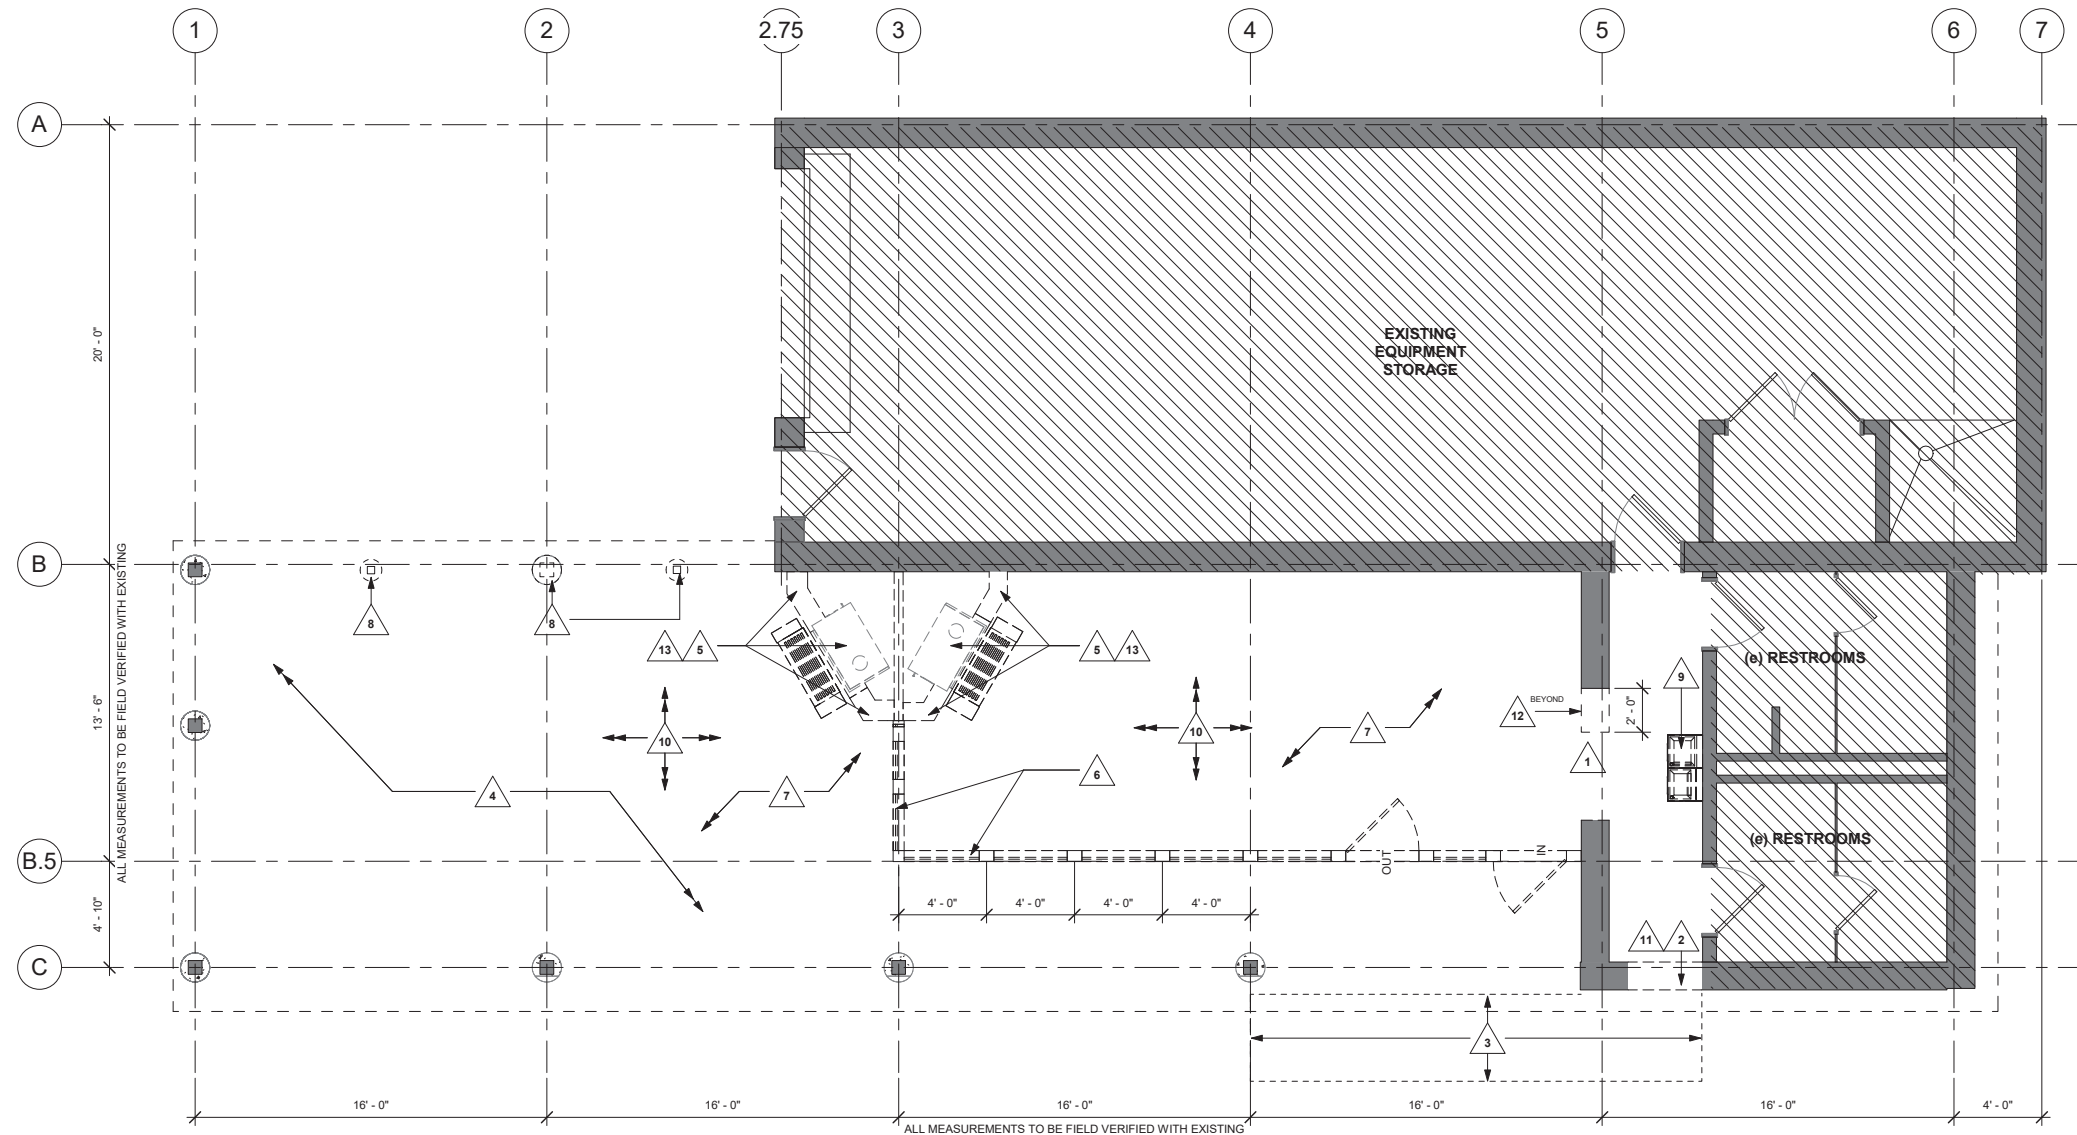 1
2
2.75
3
4
5
6
7
A
20' - 0"
EXISTING
EQUIPMENT
STORAGE
B
ALL MEASUREMENTS TO BE FIELD VERIFIED WITH EXISTING
8
8
13
5
5
13
(e) RESTROOMS
9
13' - 6"
BEYOND
12
2' - 0"
10
10
7
1
6
4
7
(e) RESTROOMS
B.5
OUT
IN
4' - 10"
4' - 0"
4' - 0"
4' - 0"
4' - 0"
11
2
C
3
16' - 0"
16' - 0"
16' - 0"
16' - 0"
16' - 0"
4' - 0"
ALL MEASUREMENTS TO BE FIELD VERIFIED WITH EXISTING